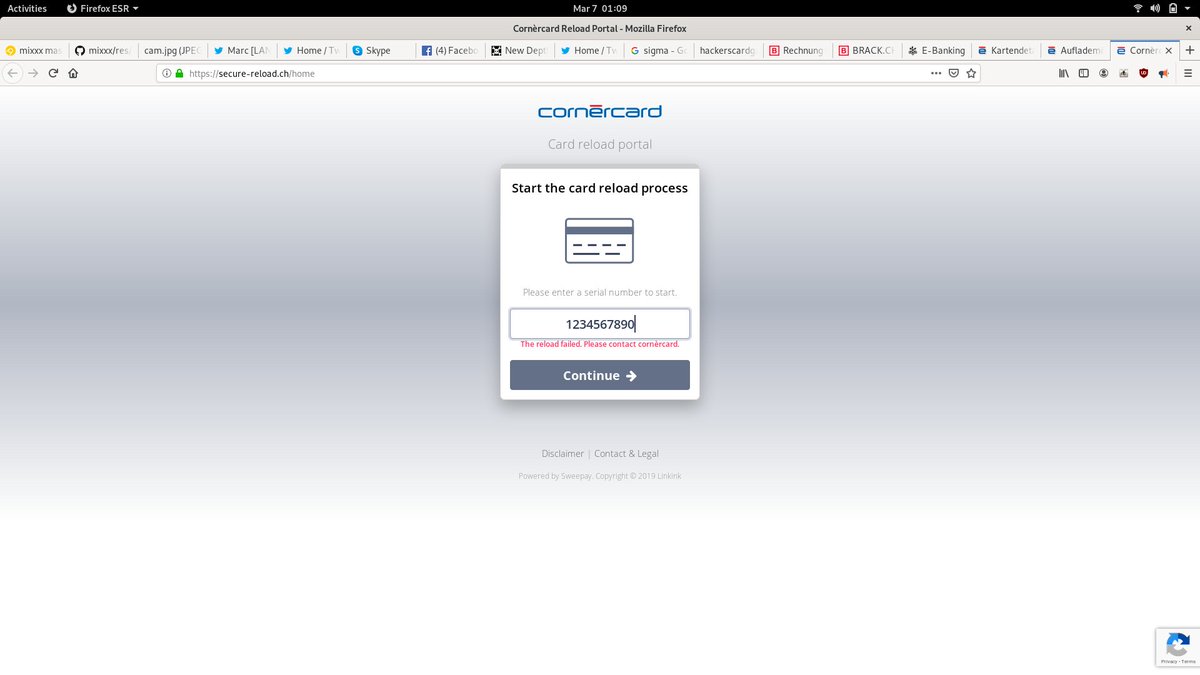 Activities Firefox ESR Mar 7 01:09
Cornèrcard Reload Portal - Mozilla Firefox
mixxx mas mixxx/res/ cam.jpg (JPEG Marc [LAN Home / Tw Skype (4) Facebo New Dept Home / Tw sigma - Go hackerscardg Rechnung BRACK.CH E-Banking Kartendeta Aufladem Cornèrc
https://secure-reload.ch/home
cornèrcard
Card reload portal
Start the card reload process
Please enter a serial number to start.
1234567890
The reload failed. Please contact cornèrcard.
Continue
Disclaimer | Contact & Legal
Powered by Sweepay. Copyright © 2019 Linkink
Privacy - Terms